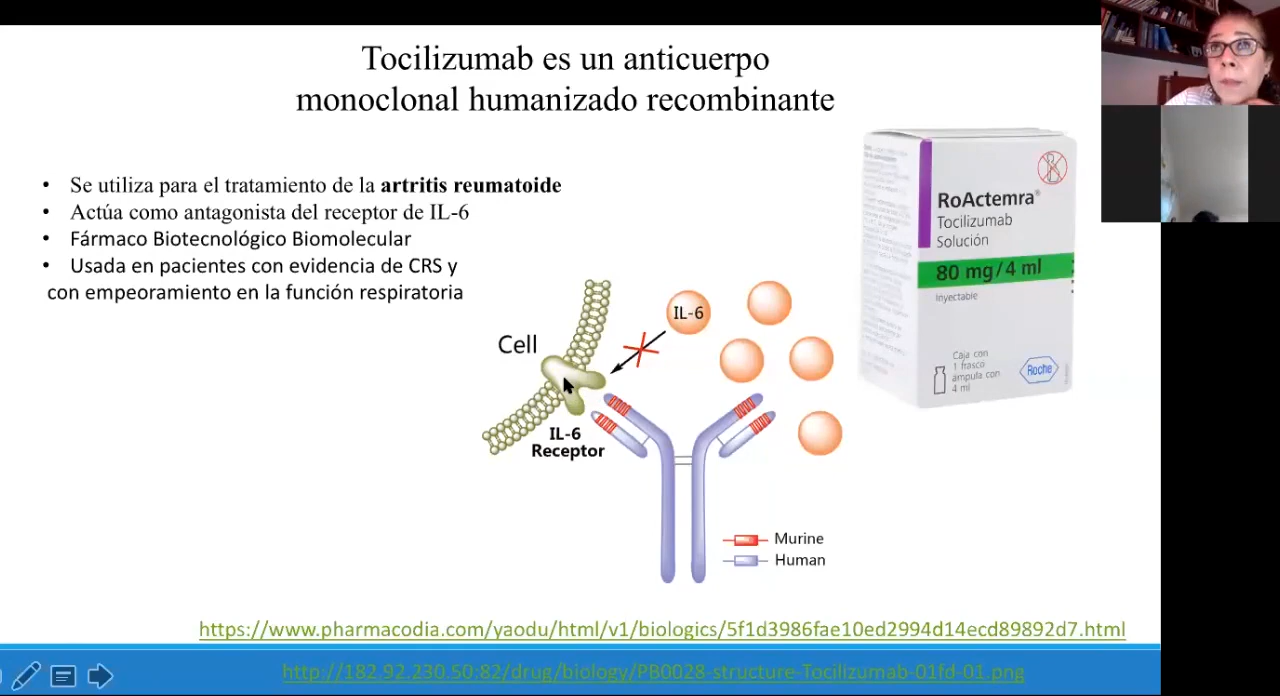 Tocilizumab es un anticuerpo
monoclonal humanizado recombinante
• Se utiliza para el tratamiento de la artritis reumatoide
• Actúa como antagonista del receptor de IL-6
• Fármaco Biotecnológico Biomolecular
• Usada en pacientes con evidencia de CRS y
con empeoramiento en la función respiratoria
RoActemra®
Tocilizumab
Solución
80 mg/4 ml
Inyectable
Caja con
1 frasco
ámpula con
4 ml
Roche
IL-6
Cell
IL-6
Receptor
Murine
Human
https://www.pharmacodia.com/yaodu/html/v1/biologics/5f1d3986fae10ed2994d14ecd89892d7.html
http://182.92.230.50:82/drug/biology/PB0028-structure-Tocilizumab-01fd-01.png